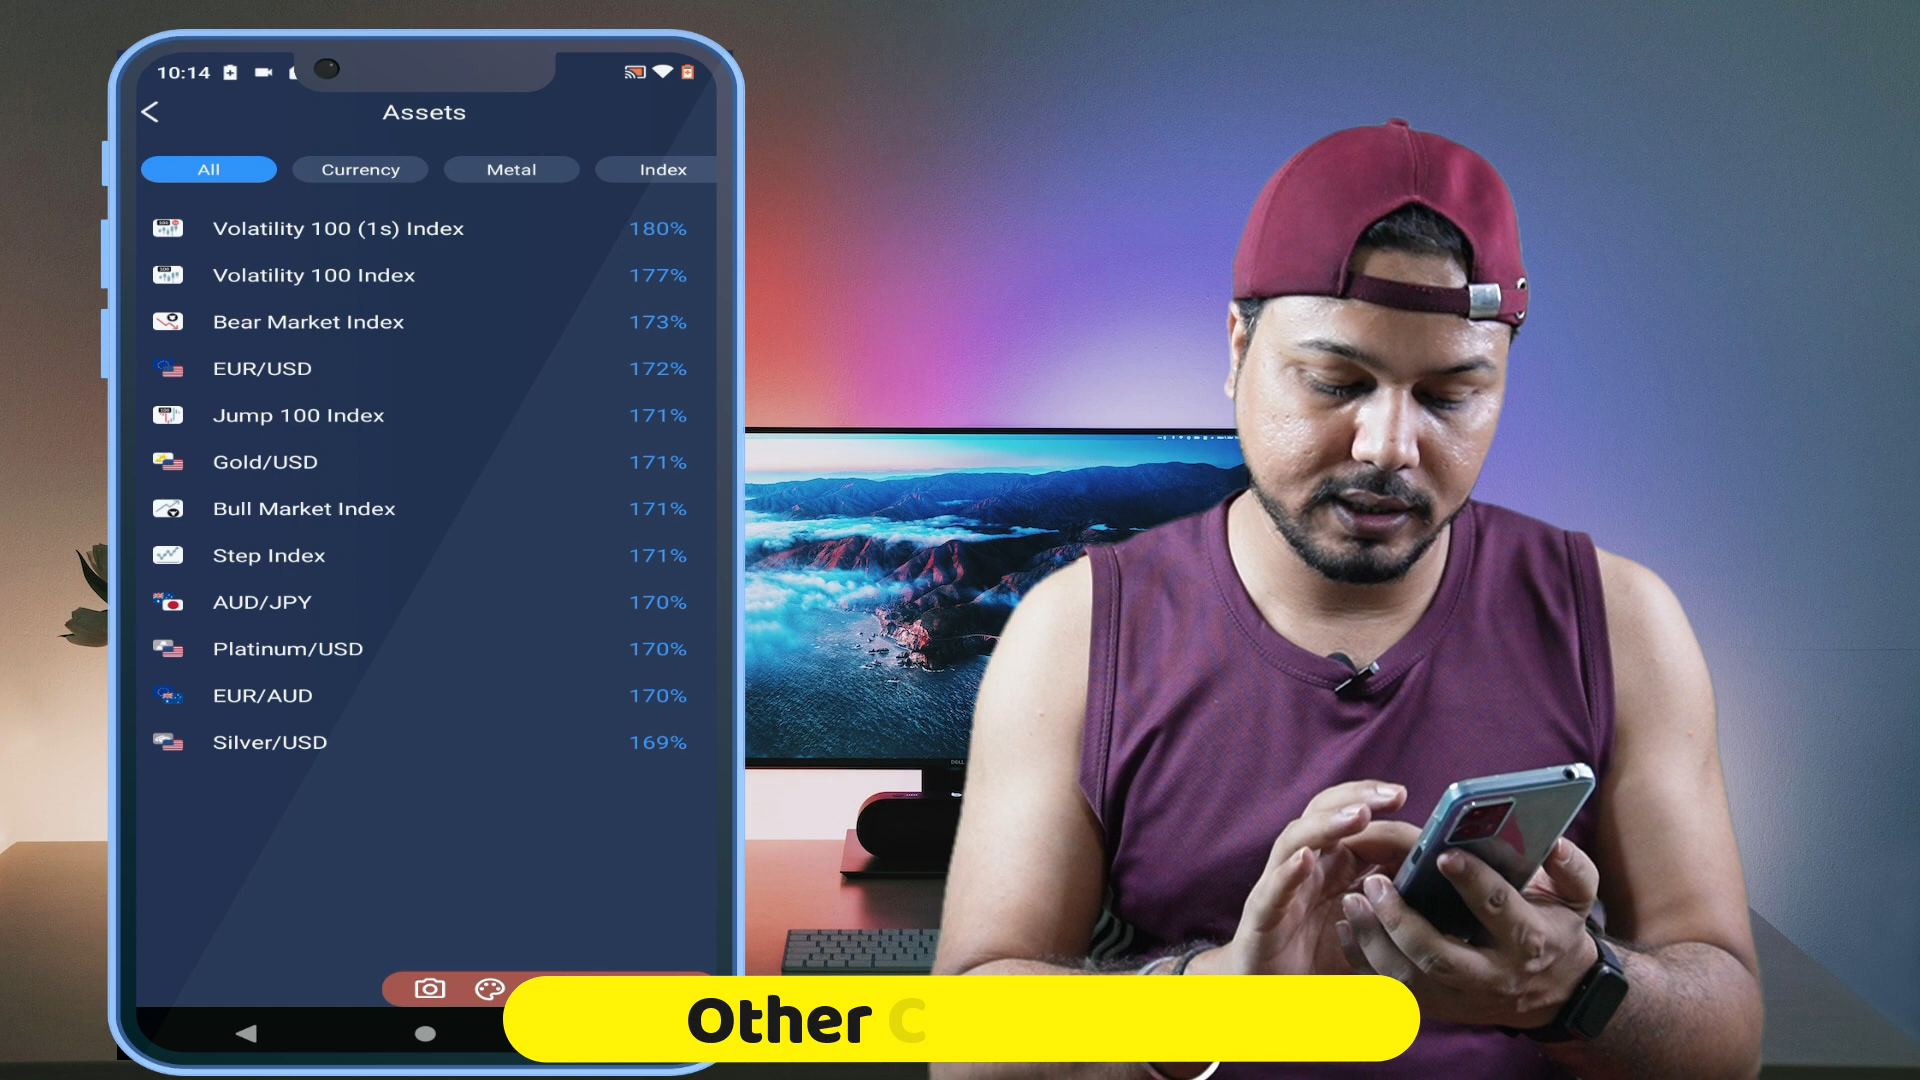 10:14
Assets
All Currency Metal Index
Volatility 100 (1s) Index 180%
Volatility 100 Index 177%
Bear Market Index 173%
EUR/USD 172%
Jump 100 Index 171%
Gold/USD 171%
Bull Market Index 171%
Step Index 171%
AUD/JPY 170%
Platinum/USD 170%
EUR/AUD 170%
Silver/USD 169%
DELL
Other C